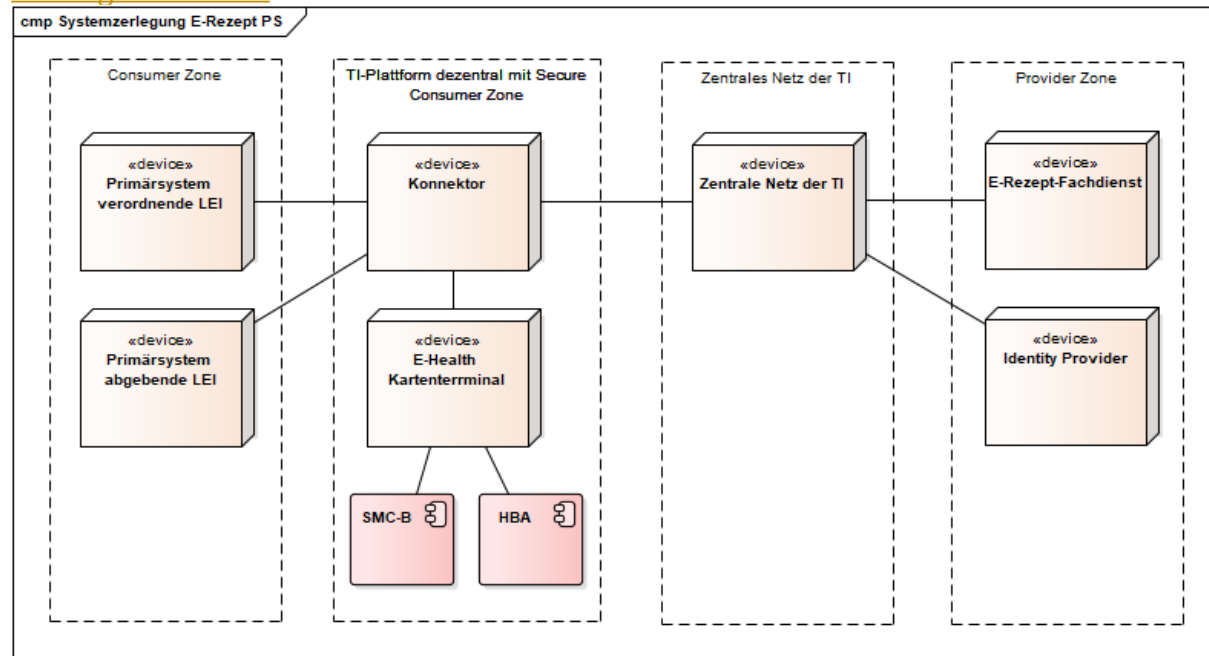 cmp Systemzerlegung E-Rezept PS
Consumer Zone
«device»
Primärsystem
verordnende LEI
«device»
Primärsystem
abgebende LEI
TI-Plattform dezentral mit Secure
Consumer Zone
«device»
Konnektor
«device»
E-Health
Kartenterrminal
SMC-B
HBA
Zentrales Netz der TI
«device»
Zentrale Netz der TI
Provider Zone
«device»
E-Rezept-Fachdienst
«device»
Identity Provider